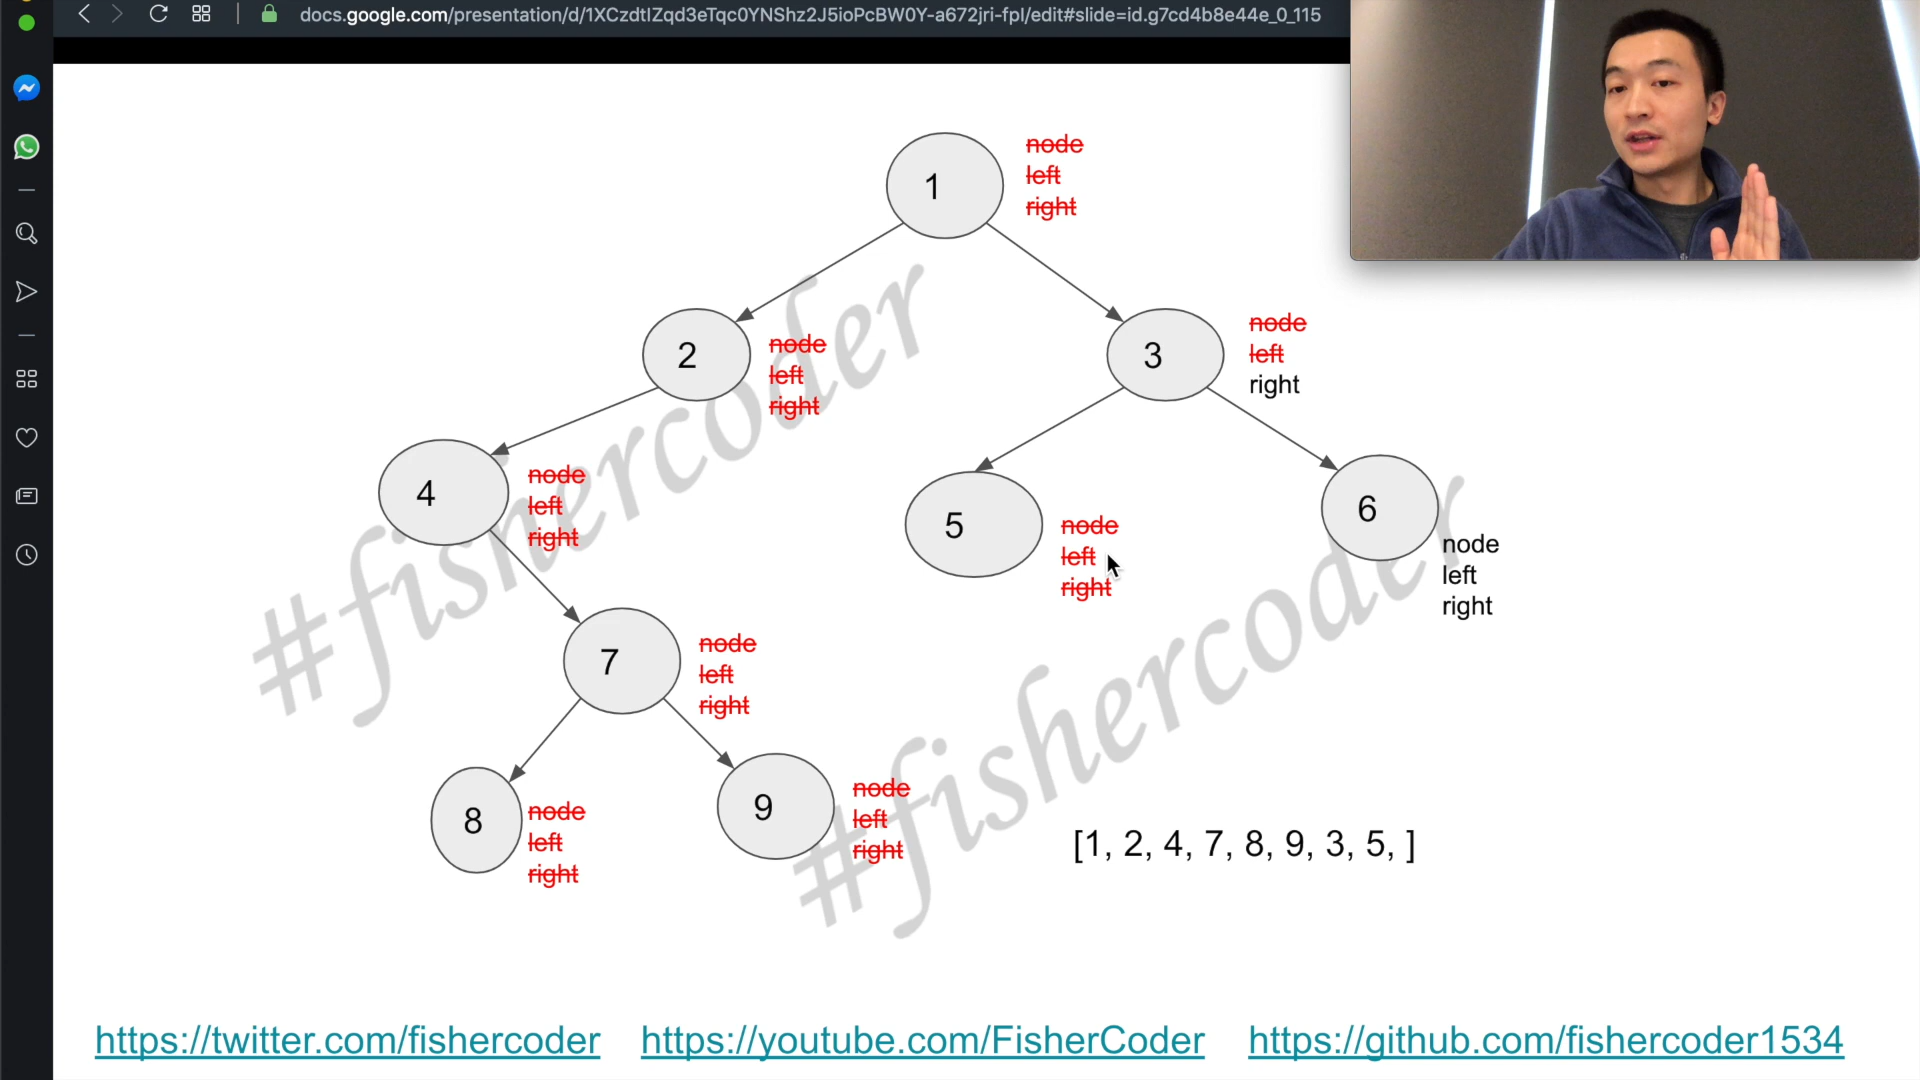 docs.google.com/presentation/d/1XCzdtIZqd3eTqc0YNShz2J5ioPcBW0Y-a672jri-fpI/edit#slide=id.g7cd4b8e44e_0_115
1
node
left
right
2
node
left
right
3
node
left
right
4
node
left
right
5
node
left
right
6
node
left
right
7
node
left
right
8
node
left
right
9
node
left
right
[1, 2, 4, 7, 8, 9, 3, 5, ]
#fishercoder
#fishercoder
https://twitter.com/fishercoder
https://youtube.com/FisherCoder
https://github.com/fishercoder1534